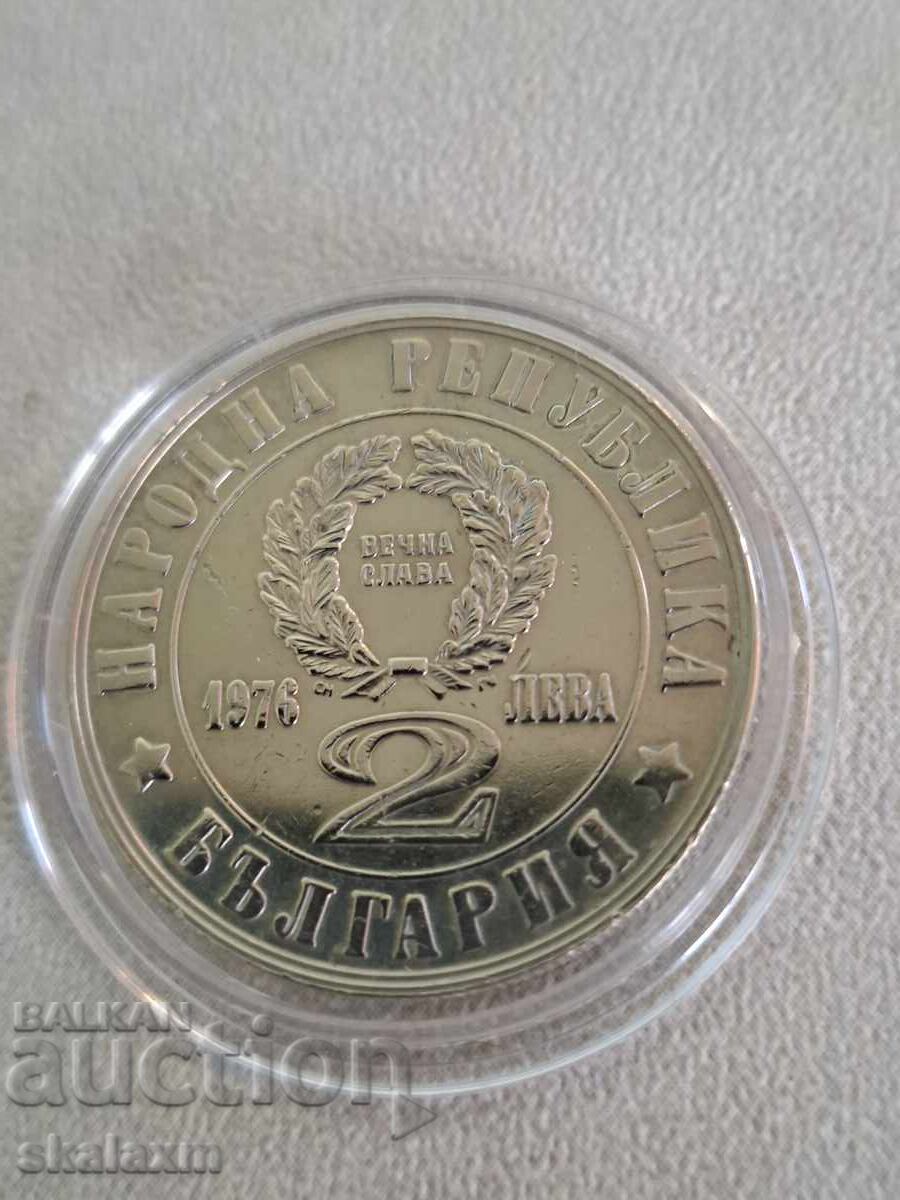 НАРОДНА РЕПУБЛИКА
ВЕЧНА
СЛАВА
1976 ЛЕВА
2
БЪЛГАРИЯ
BALKAN
auction
skalaxm